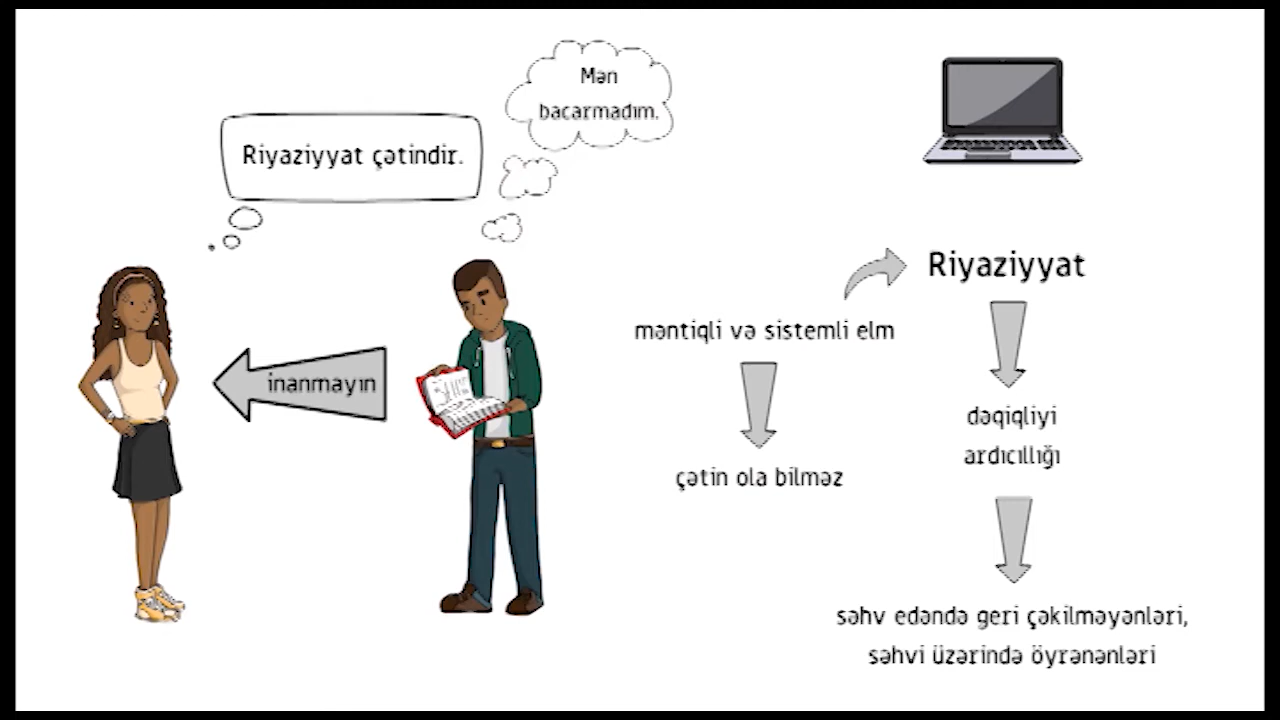 Mən
bacarmadım.
Riyaziyyat çətindir.
inanmayın
Riyaziyyat
məntiqli və sistemli elm
çətin ola bilməz
dəqiqliyi
ardıcıllığı
səhv edəndə geri çəkilməyənləri,
səhvi üzərində öyrənənləri